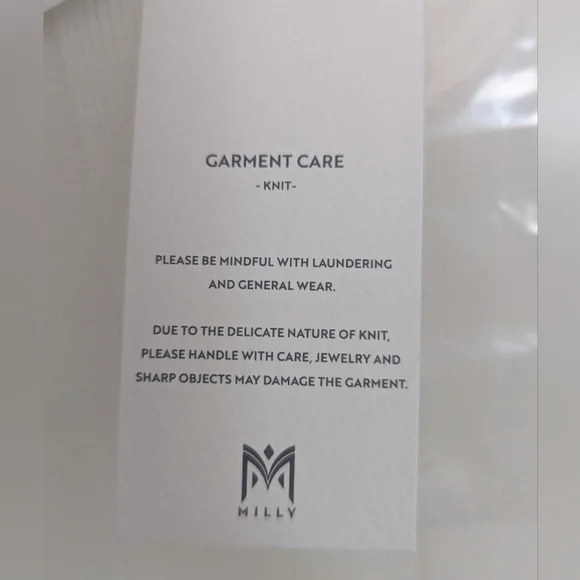 GARMENT CARE
- KNIT-
PLEASE BE MINDFUL WITH LAUNDERING
AND GENERAL WEAR.
DUE TO THE DELICATE NATURE OF KNIT,
PLEASE HANDLE WITH CARE, JEWELRY AND
SHARP OBJECTS MAY DAMAGE THE GARMENT.
MILLY